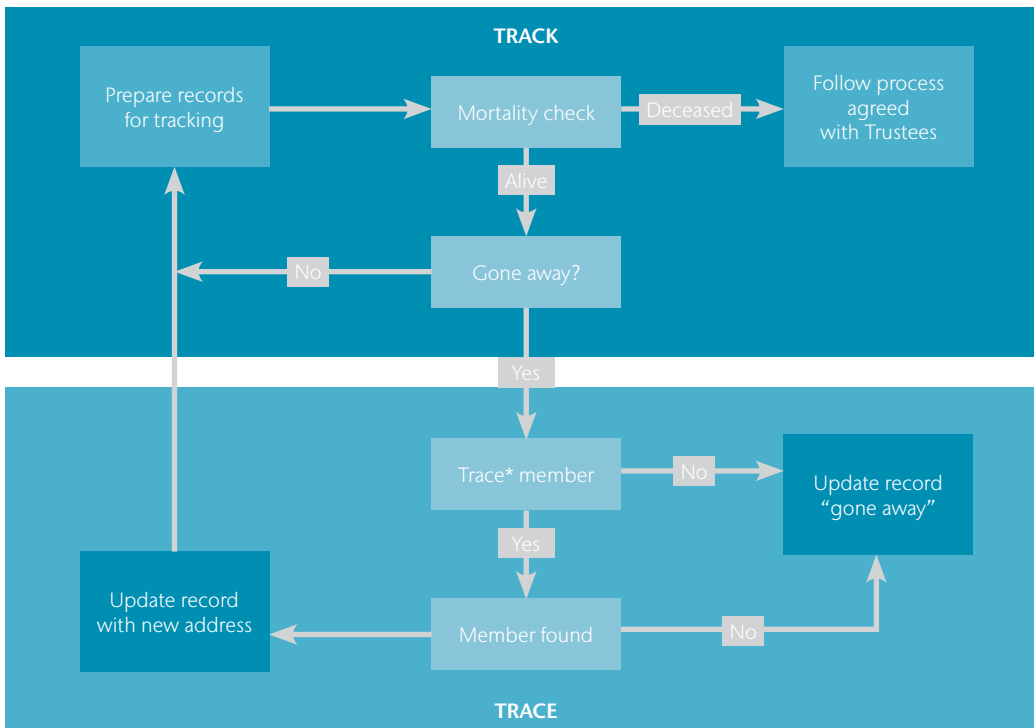 TRACK
Prepare records
for tracking
Mortality check
Deceased
Follow process
agreed
with Trustees
Alive
No
Gone away?
Yes
Trace* member
No
Update record
“gone away”
Yes
Update record
with new address
Member found
No
TRACE